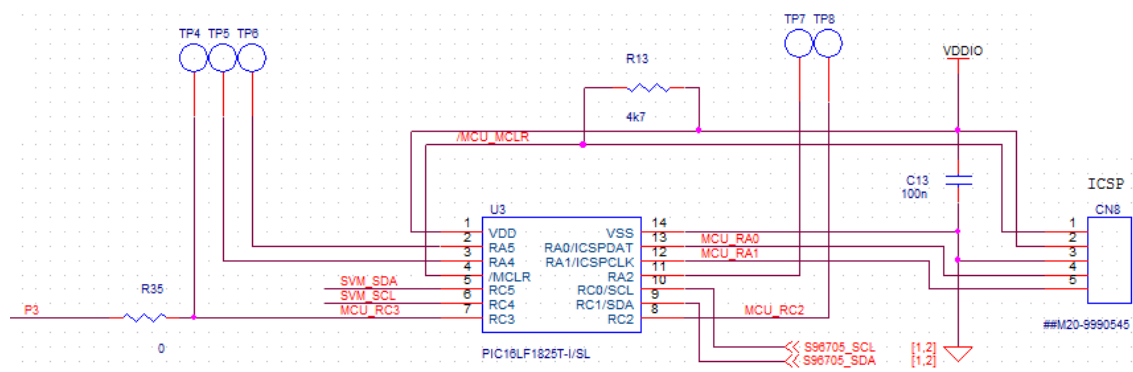 TP4 TP5 TP6
TP7 TP8
R13
4k7
VDDIO
/MCU_MCLR
C13
100n
ICSP
CN8
U3
1 VDD VSS 14
2 RA5 RA0/ICSPDAT 13 MCU_RA0
3 RA4 RA1/ICSPCLK 12 MCU_RA1
4 /MCLR RA2 11
SVM_SDA 5 RC5 RC0/SCL 10
SVM_SCL 6 RC4 RC1/SDA 9
MCU_RC3 7 RC3 RC2 8 MCU_RC2
1
2
3
4
5
R35
P3
0
##M20-9990545
PIC16LF1825T-I/SL
S96705_SCL [1,2]
S96705_SDA [1,2]